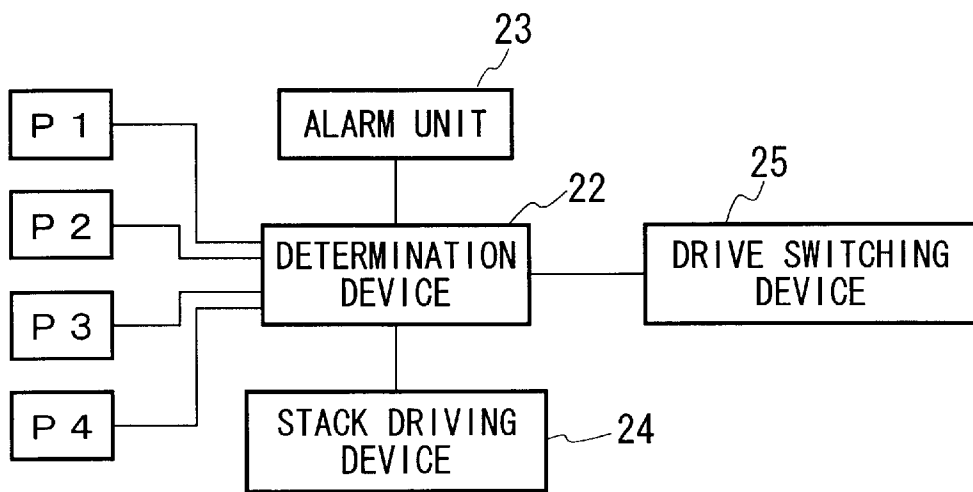 23
P 1
ALARM UNIT
25
P 2
22
DETERMINATION
DEVICE
DRIVE SWITCHING
DEVICE
P 3
P 4
STACK DRIVING
DEVICE
24